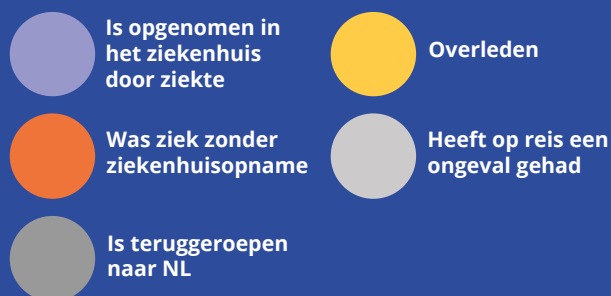 Is opgenomen in
het ziekenhuis
door ziekte
Overleden
Was ziek zonder
ziekenhuisopname
Heeft op reis een
ongeval gehad
Is teruggeroepen
naar NL